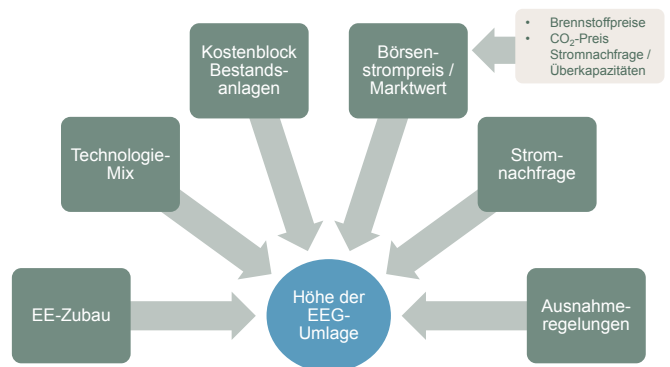 Kostenblock
Bestands-
anlagen
Börsen-
strompreis /
Marktwert
• Brennstoffpreise
• CO₂-Preis
Stromnachfrage /
Überkapazitäten
Technologie-
Mix
Strom-
nachfrage
EE-Zubau
Höhe der
EEG-
Umlage
Ausnahme-
regelungen